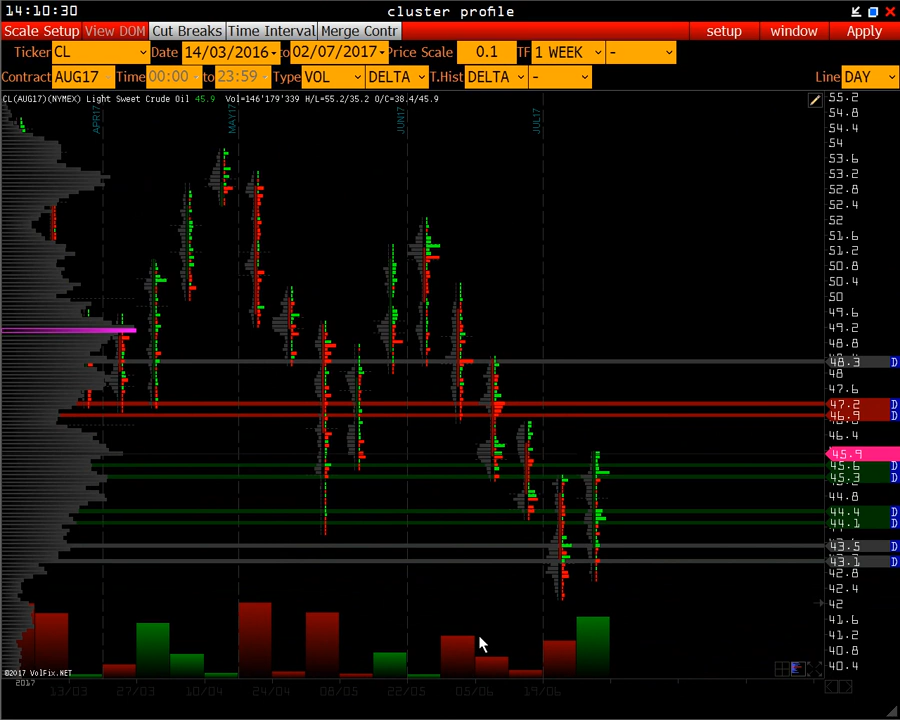 14:10:30 cluster profile
Scale Setup View DOM Cut Breaks Time Interval Merge Contr setup window Apply
Ticker CL Date 14/03/2016 to 02/07/2017 Price Scale 0.1 TF 1 WEEK -
Contract AUG17 Time 00:00 to 23:59 Type VOL DELTA T.Hist DELTA - Line DAY
CL(AUG17)(NYMEX) Light Sweet Crude Oil 45.9 Vol=146'179'339 H/L=55.2/35.2 O/C=38.4/45.9
APR17 MAY17 JUN17 JUL17
55.2
54.8
54.4
54
53.6
53.2
52.8
52.4
52
51.6
51.2
50.8
50.4
50
49.6
49.2
48.8
48.3 D
48
47.6
47.2 D
46.9 D
46.4
45.9
45.6 D
45.3 D
44.8
44.4 D
44.1 D
43.5 D
43.1 D
42.8
42.4
42
41.6
41.2
40.8
40.4
©2017 VolFix.NET
2017 13/03 27/03 10/04 24/04 08/05 22/05 05/06 19/06